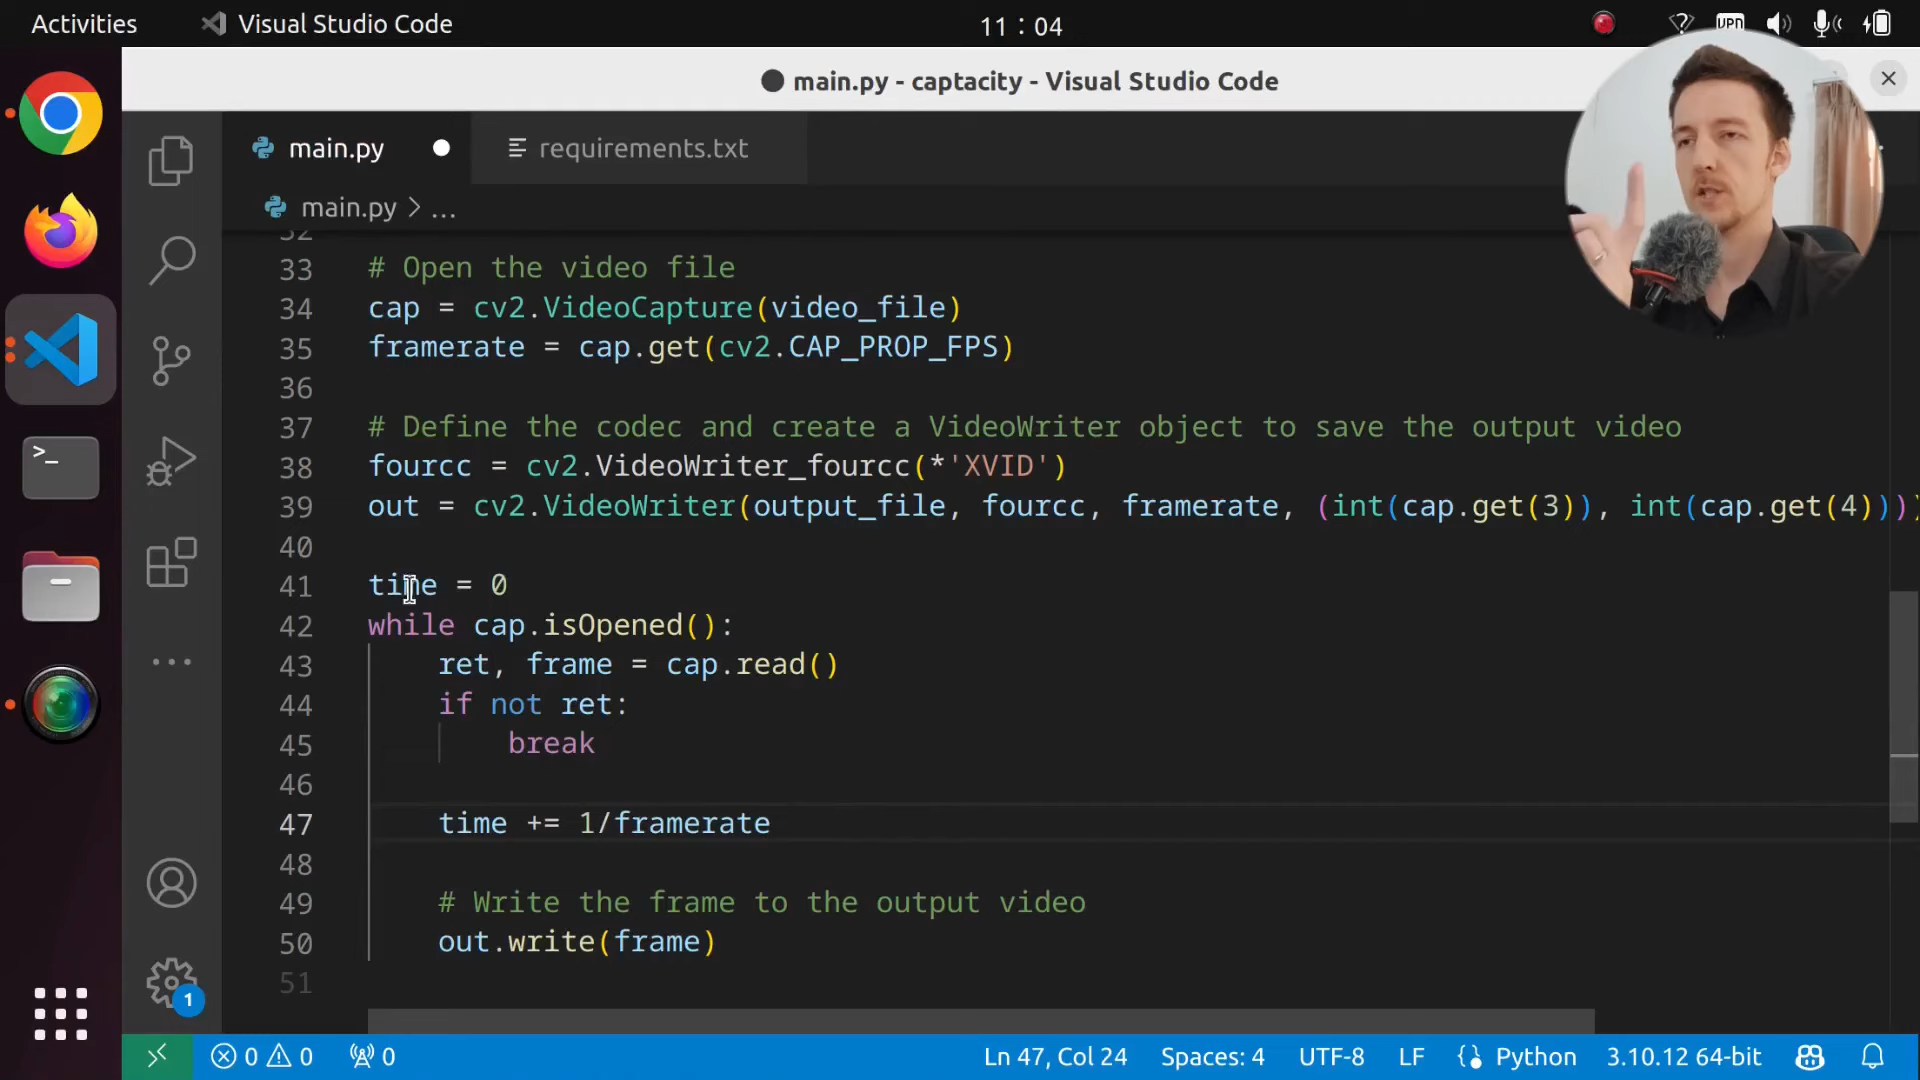 Activities
Visual Studio Code
11 : 04
VPN
main.py - captacity - Visual Studio Code
main.py
requirements.txt
main.py > ...
32
33 # Open the video file
34 cap = cv2.VideoCapture(video_file)
35 framerate = cap.get(cv2.CAP_PROP_FPS)
36
37 # Define the codec and create a VideoWriter object to save the output video
38 fourcc = cv2.VideoWriter_fourcc(*'XVID')
39 out = cv2.VideoWriter(output_file, fourcc, framerate, (int(cap.get(3)), int(cap.get(4))))
40
41 time = 0
42 while cap.isOpened():
43 ret, frame = cap.read()
44 if not ret:
45 break
46
47 time += 1/framerate
48
49 # Write the frame to the output video
50 out.write(frame)
51
1
0 0 0
Ln 47, Col 24 Spaces: 4 UTF-8 LF Python 3.10.12 64-bit